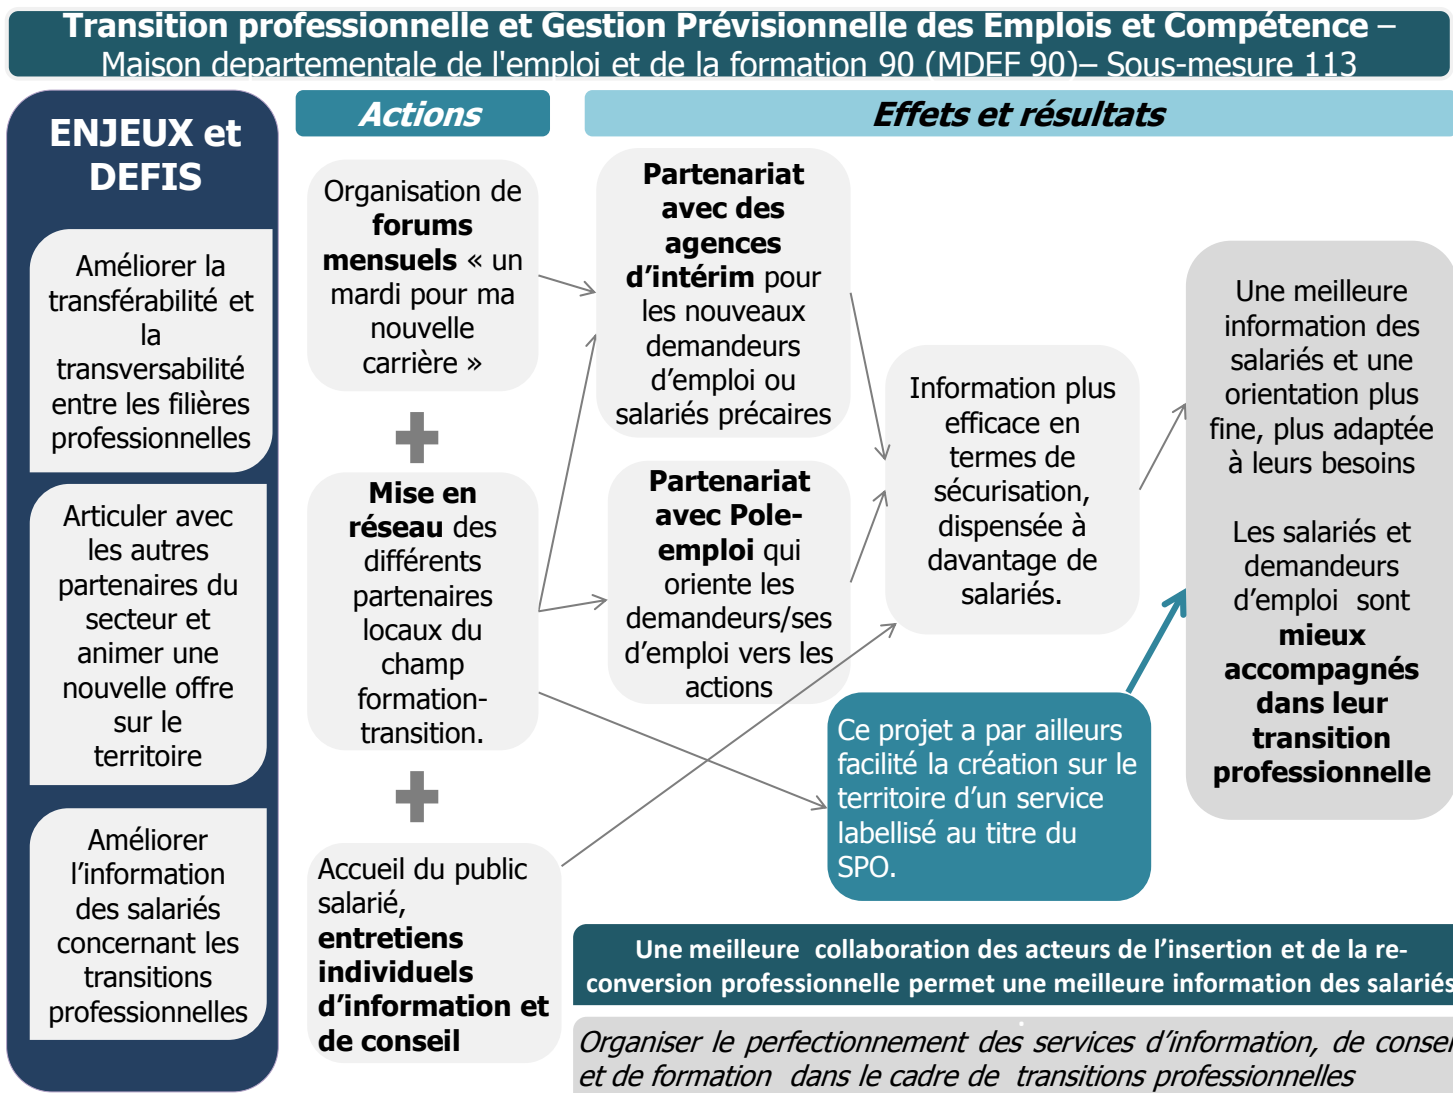 Transition professionnelle et Gestion Prévisionnelle des Emplois et Compétence –
Maison departementale de l'emploi et de la formation 90 (MDEF 90)– Sous-mesure 113
ENJEUX et
DEFIS
Améliorer la
transférabilité et
la
transversabilité
entre les filières
professionnelles
Articuler avec
les autres
partenaires du
secteur et
animer une
nouvelle offre
sur le
territoire
Améliorer
l'information
des salariés
concernant les
transitions
professionnelles
Actions
Organisation de
forums
mensuels « un
mardi pour ma
nouvelle
carrière »
Mise en
réseau des
différents
partenaires
locaux du
champ
formation-
transition.
Accueil du public
salarié,
entretiens
individuels
d'information et
de conseil
Effets et résultats
Partenariat
avec des
agences
d'intérim pour
les nouveaux
demandeurs
d'emploi ou
salariés précaires
Partenariat
avec Pole-
emploi qui
oriente les
demandeurs/ses
d'emploi vers les
actions
Information plus
efficace en
termes de
sécurisation,
dispensée à
davantage de
salariés.
Ce projet a par ailleurs
facilité la création sur le
territoire d'un service
labellisé au titre du
SPO.
Une meilleure
information des
salariés et une
orientation plus
fine, plus adaptée
à leurs besoins
Les salariés et
demandeurs
d'emploi sont
mieux
accompagnés
dans leur
transition
professionnelle
Une meilleure collaboration des acteurs de l'insertion et de la re-
conversion professionnelle permet une meilleure information des salariés
.
Organiser le perfectionnement des services d'information, de conseil
et de formation dans le cadre de transitions professionnelles